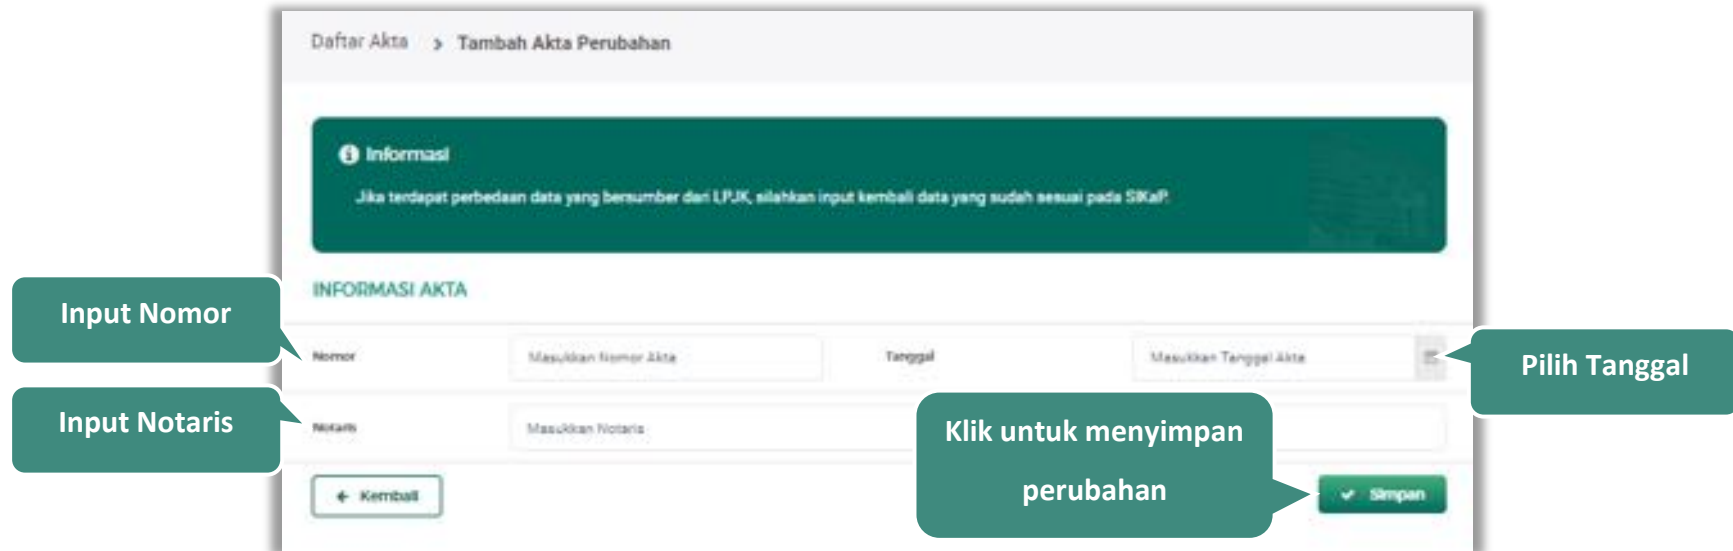 Daftar Akta > Tambah Akta Perubahan
Informasi
Jika terdapat perbedaan data yang bersumber dari LPJK, silahkan input kembali data yang sudah sesuai pada SIKaP.
INFORMASI AKTA
Input Nomor
Nomor
Masukkan Nomor Akta
Tanggal
Masukkan Tanggal Akta
Pilih Tanggal
Input Notaris
Notaris
Masukkan Notaris
Klik untuk menyimpan
perubahan
Kembali
Simpan